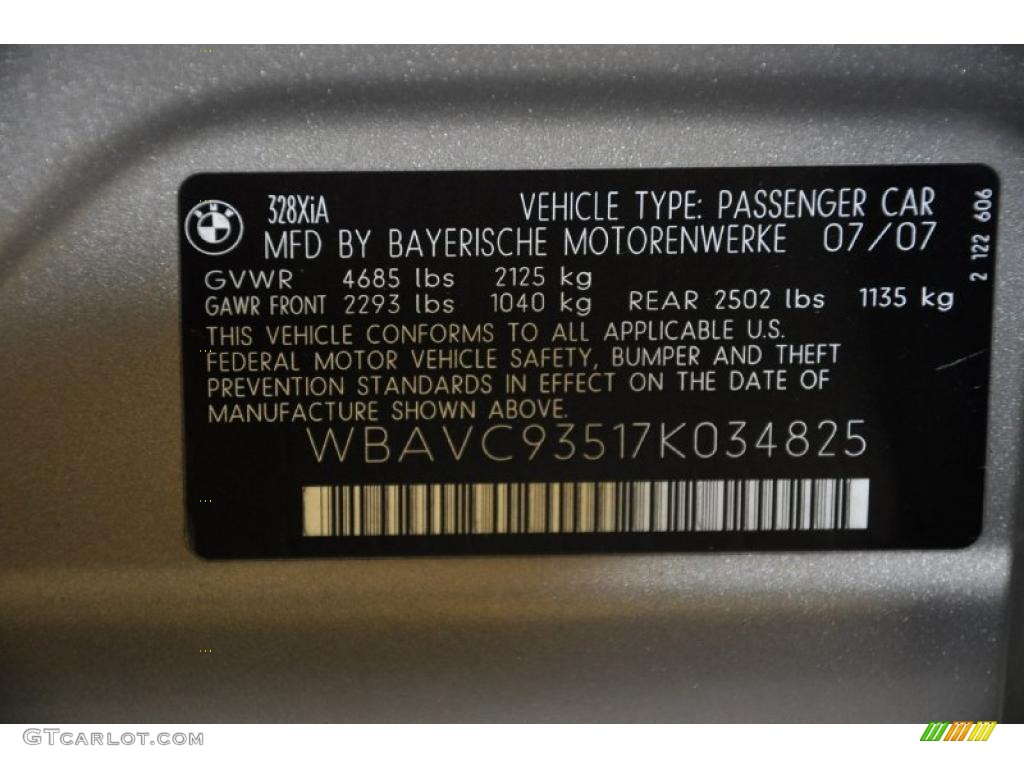 328XiA VEHICLE TYPE: PASSENGER CAR
MFD BY BAYERISCHE MOTORENWERKE 07/07
GVWR 4685 lbs 2125 kg
GAWR FRONT 2293 lbs 1040 kg REAR 2502 lbs 1135 kg
THIS VEHICLE CONFORMS TO ALL APPLICABLE U.S.
FEDERAL MOTOR VEHICLE SAFETY, BUMPER AND THEFT
PREVENTION STANDARDS IN EFFECT ON THE DATE OF
MANUFACTURE SHOWN ABOVE.
WBAVC93517K034825
2 122 606
BMW
GTCARLOT.COM